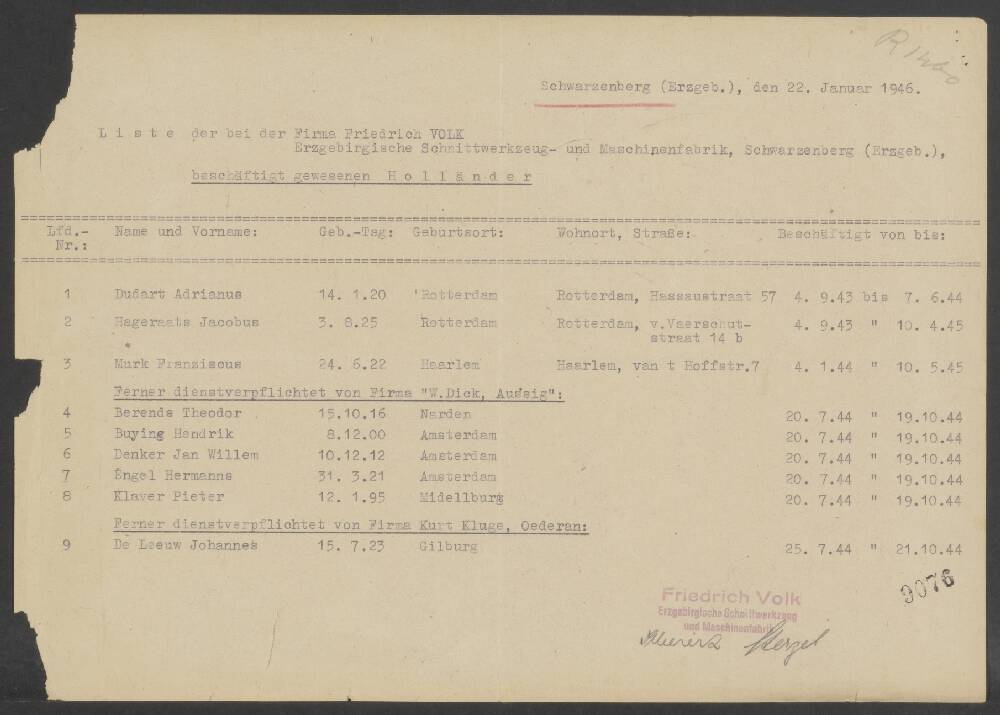 R 1460
Schwarzenberg (Erzgeb.), den 22. Januar 1946.
L i s t e der bei der Firma Friedrich VOLK
Erzgebirgische Schnittwerkzeug- und Maschinenfabrik, Schwarzenberg (Erzgeb.),
beschäftigt gewesenen H o l l ä n d e r
Lfd.- Name und Vorname: Geb.-Tag: Geburtsort: Wohnort, Straße: Beschäftigt von bis:
Nr.:
1 Dudart Adrianus 14. 1.20 Rotterdam Rotterdam, Hassaustraat 57 4. 9.43 bis 7. 6.44
2 Hageraats Jacobus 3. 8.25 Rotterdam Rotterdam, v.Vaerschut- 4. 9.43 " 10. 4.45
straat 14 b
3 Murk Franziscus 24. 6.22 Haarlem Haarlem, van t Hoffstr.7 4. 1.44 " 10. 5.45
Ferner dienstverpflichtet von Firma "W.Dick, Aussig":
4 Berends Theodor 15.10.16 Narden 20. 7.44 " 19.10.44
5 Buying Hendrik 8.12.00 Amsterdam 20. 7.44 " 19.10.44
6 Denker Jan Willem 10.12.12 Amsterdam 20. 7.44 " 19.10.44
7 Engel Hermanns 31. 3.21 Amsterdam 20. 7.44 " 19.10.44
8 Klaver Pieter 12. 1.95 Midellburg 20. 7.44 " 19.10.44
Ferner dienstverpflichtet von Firma Kurt Kluge, Oederan:
9 De Leeuw Johannes 15. 7.23 Gilburg 25. 7.44 " 21.10.44
9076
Friedrich Volk
Erzgebirgische Schnittwerkzeug
und Maschinenfabrik